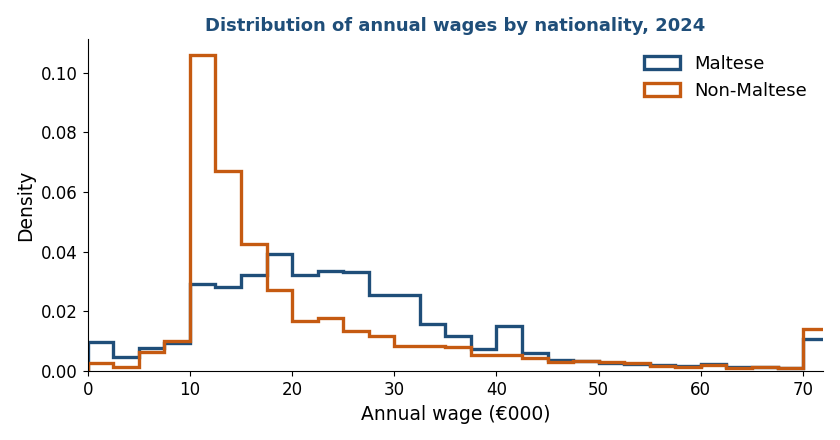 Distribution of annual wages by nationality, 2024
Maltese
Non-Maltese
Density
0.10
0.08
0.06
0.04
0.02
0.00
0 10 20 30 40 50 60 70
Annual wage (€000)